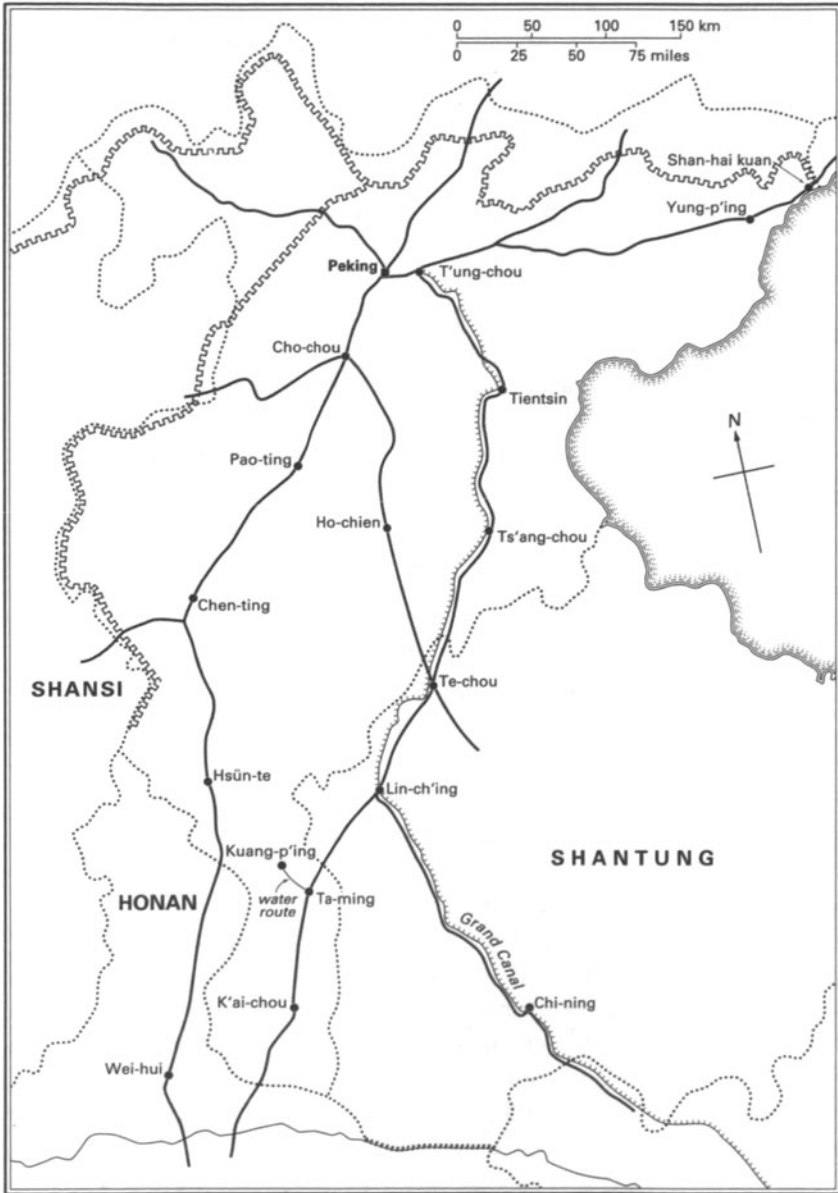 0 50 100 150 km
0 25 50 75 miles
Shan-hai kuan
Yung-p'ing
Peking
T'ung-chou
Cho-chou
Tientsin
N
Pao-ting
Ho-chien
Ts'ang-chou
Chen-ting
SHANSI
Te-chou
Hsün-te
Lin-ch'ing
Kuang-p'ing
SHANTUNG
HONAN
water
route
Ta-ming
Grand Canal
K'ai-chou
Chi-ning
Wei-hui